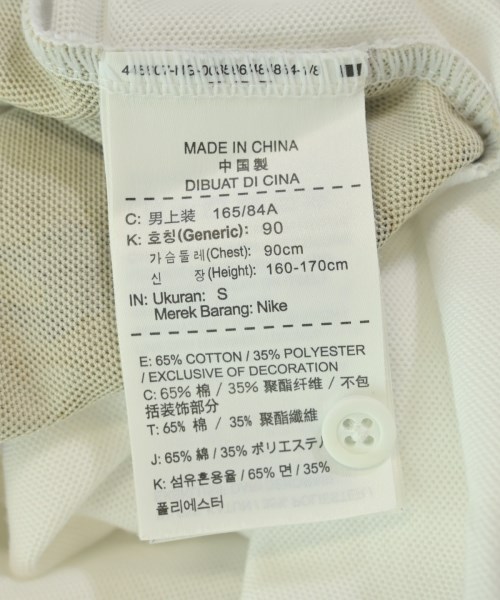 MADE IN CHINA
中国製
DIBUAT DI CINA
C: 男上装 165/84A
K: 호칭(Generic): 90
가슴둘레(Chest): 90cm
신 장(Height): 160-170cm
IN: Ukuran: S
Merek Barang: Nike
E: 65% COTTON / 35% POLYESTER
/ EXCLUSIVE OF DECORATION
C: 65% 棉 / 35% 聚酯纤维 / 不包
括装饰部分
T: 65% 棉 / 35% 聚酯纖維
J: 65% 綿 / 35% ポリエステル
K: 섬유혼용율 / 65% 면 / 35%
폴리에스터